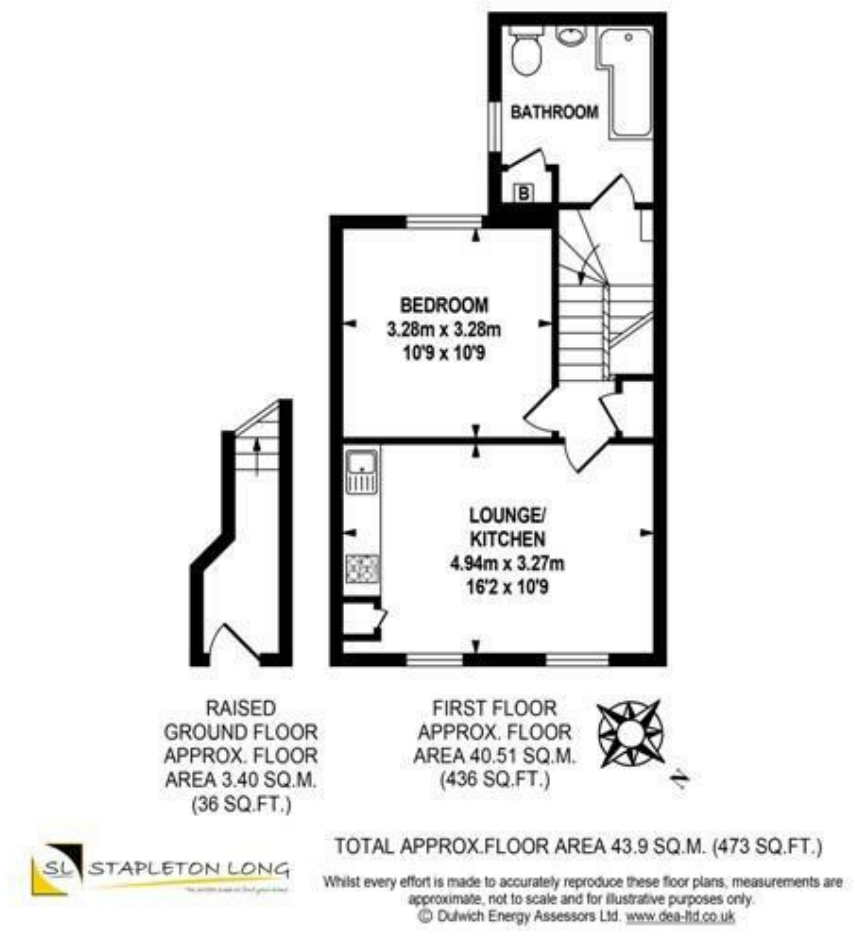 BATHROOM
B
BEDROOM
3.28m x 3.28m
10'9 x 10'9
LOUNGE/
KITCHEN
4.94m x 3.27m
16'2 x 10'9
RAISED
GROUND FLOOR
APPROX. FLOOR
AREA 3.40 SQ.M.
(36 SQ.FT.)
FIRST FLOOR
APPROX. FLOOR
AREA 40.51 SQ.M.
(436 SQ.FT.)
N
TOTAL APPROX.FLOOR AREA 43.9 SQ.M. (473 SQ.FT.)
SL STAPLETON LONG
Whilst every effort is made to accurately reproduce these floor plans, measurements are
approximate, not to scale and for illustrative purposes only.
© Dulwich Energy Assessors Ltd. www.dea-ltd.co.uk